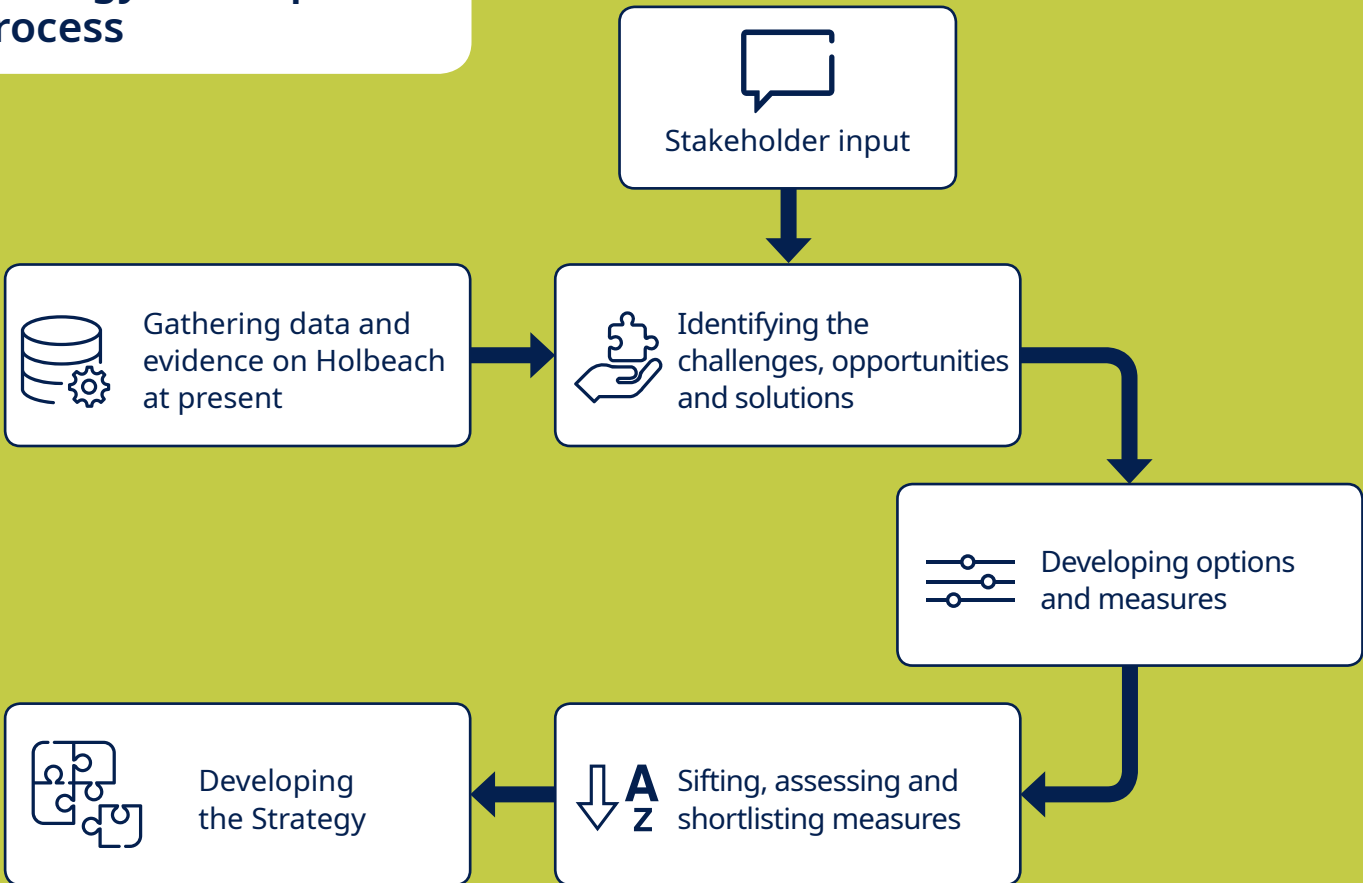 rocess
Stakeholder input
Gathering data and
evidence on Holbeach
at present
Identifying the
challenges, opportunities
and solutions
Developing options
and measures
A
Z
Sifting, assessing and
shortlisting measures
Developing
the Strategy